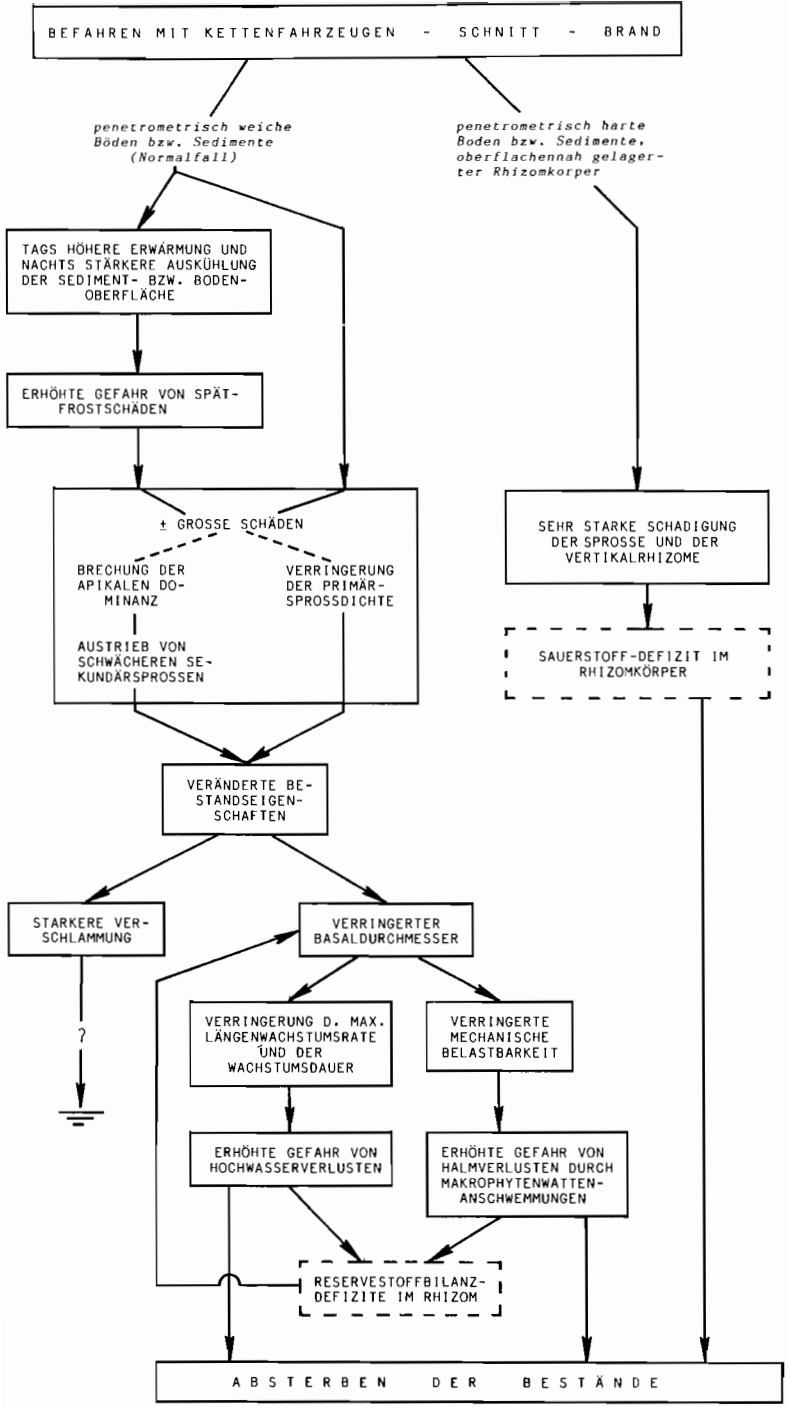 BEFAHREN MIT KETTENFAHRZEUGEN - SCHNITT - BRAND
penetrometrisch weiche
Böden bzw. Sedimente
(Normalfall)
penetrometrisch harte
Boden bzw. Sedimente,
oberflachennah gelager-
ter Rhizomkorper
TAGS HÖHERE ERWÄRMUNG UND
NACHTS STÄRKERE AUSKÜHLUNG
DER SEDIMENT- BZW. BODEN-
OBERFLÄCHE
ERHÖHTE GEFAHR VON SPÄT-
FROSTSCHÄDEN
± GROSSE SCHÄDEN
BRECHUNG DER
APIKALEN DO-
MINANZ
VERRINGERUNG
DER PRIMÄR-
SPROSSDICHTE
AUSTRIEB VON
SCHWÄCHEREN SE-
KUNDÄRSPROSSEN
SEHR STARKE SCHADIGUNG
DER SPROSSE UND DER
VERTIKALRHIZOME
SAUERSTOFF-DEFIZIT IM
RHIZOMKÖRPER
VERÄNDERTE BE-
STANDSEIGEN-
SCHAFTEN
STARKERE VER-
SCHLAMMUNG
VERRINGERTER
BASALDURCHMESSER
?
VERRINGERUNG D. MAX.
LÄNGENWACHSTUMSRATE
UND DER
WACHSTUMSDAUER
VERRINGERTE
MECHANISCHE
BELASTBARKEIT
ERHÖHTE GEFAHR VON
HOCHWASSERVERLUSTEN
ERHÖHTE GEFAHR VON
HALMVERLUSTEN DURCH
MAKROPHYTENWATTEN-
ANSCHWEMMUNGEN
RESERVESTOFFBILANZ-
DEFIZITE IM RHIZOM
ABSTERBEN DER BESTÄNDE